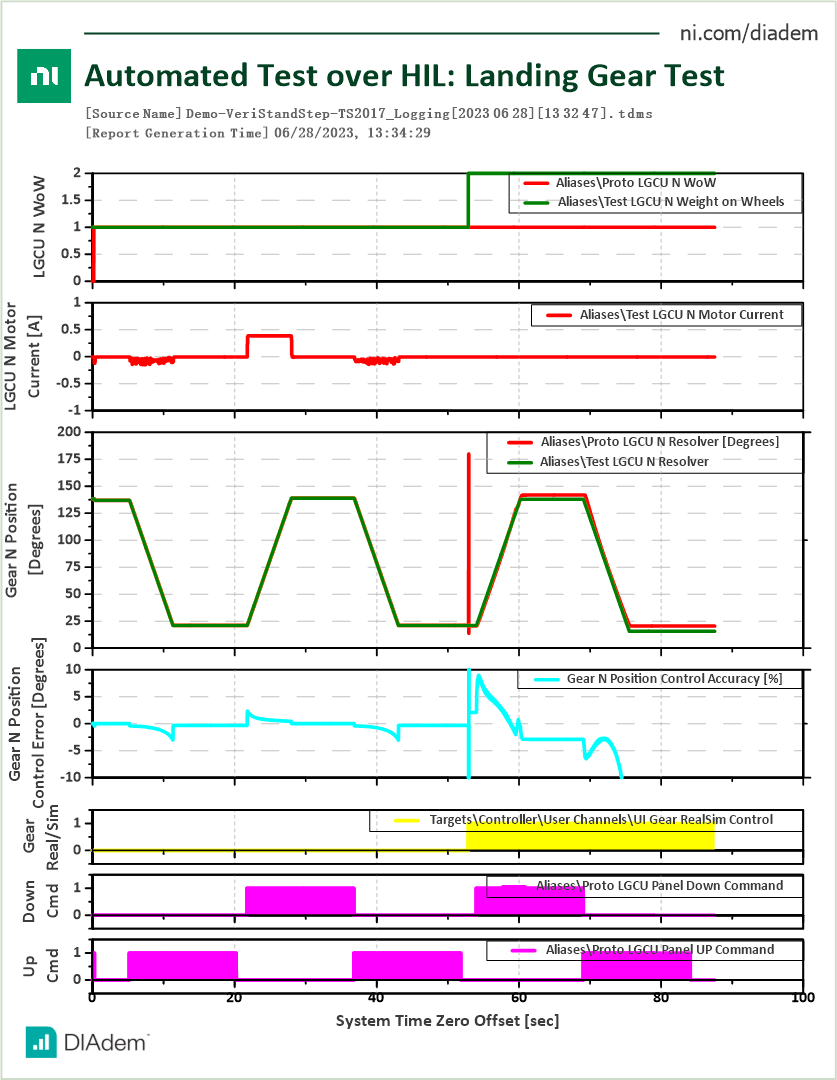 ni.com/diadem
ni
Automated Test over HIL: Landing Gear Test
[Source Name] Demo-VeriStandStep-TS2017_Logging[2023 06 28][13 32 47].tdms
[Report Generation Time] 06/28/2023, 13:34:29
LGCU N WoW
2
1.5
1
0.5
0
Aliases\Proto LGCU N WoW
Aliases\Test LGCU N Weight on Wheels
LGCU N Motor
Current [A]
1
0.5
0
-0.5
-1
Aliases\Test LGCU N Motor Current
Gear N Position
[Degrees]
200
175
150
125
100
75
50
25
0
Aliases\Proto LGCU N Resolver [Degrees]
Aliases\Test LGCU N Resolver
Gear N Position
Control Error [Degrees]
10
5
0
-5
-10
Gear N Position Control Accuracy [%]
Gear
Real/Sim
1
0
Targets\Controller\User Channels\UI Gear RealSim Control
Down
Cmd
1
0
Aliases\Proto LGCU Panel Down Command
Up
Cmd
1
0
Aliases\Proto LGCU Panel UP Command
0 20 40 60 80 100
System Time Zero Offset [sec]
DIAdem™